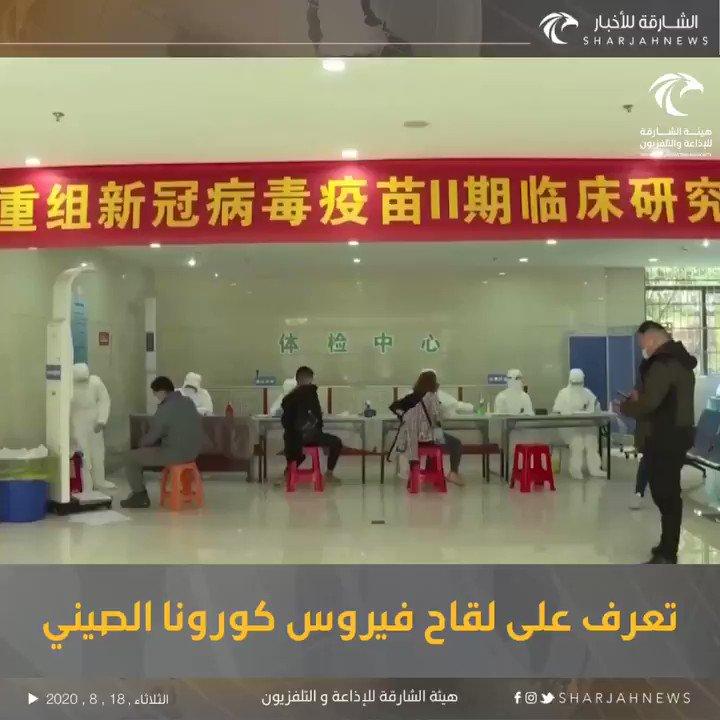 الشارقة للأخبار
SHARJAHNEWS
هيئة الشارقة
للإذاعة والتلفزيون
重组新冠病毒疫苗II期临床研究
体检中心
تعرف على لقاح فيروس كورونا الصيني
الثلاثاء , 18 , 8 , 2020
هيئة الشارقة للإذاعة و التلفزيون
SHARJAHNEWS